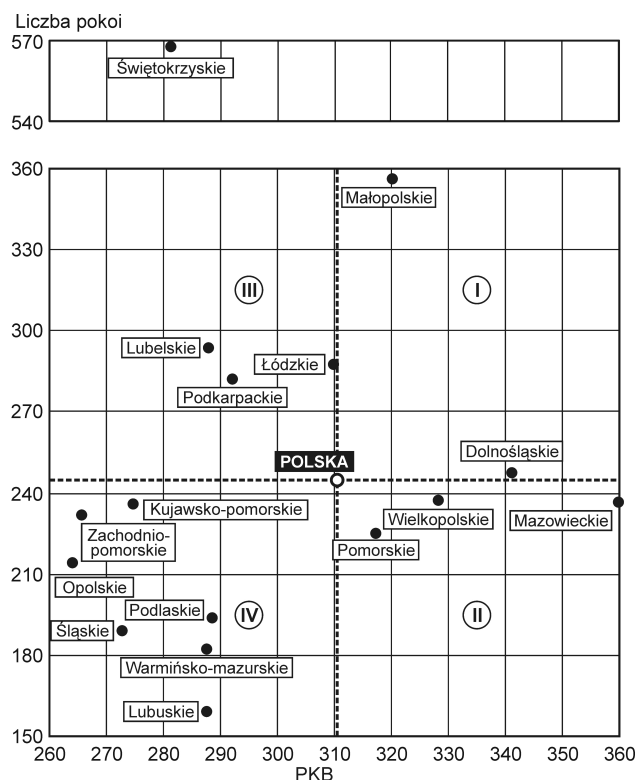 Liczba pokoi
570
Świętokrzyskie
540
360
Małopolskie
330
III
I
300
Lubelskie
Łódzkie
Podkarpackie
270
Dolnośląskie
POLSKA
240
Kujawsko-pomorskie
Wielkopolskie
Mazowieckie
Zachodnio-
pomorskie
Pomorskie
210
Opolskie
Podlaskie
IV
II
Śląskie
180
Warmińsko-mazurskie
Lubuskie
150
260 270 280 290 300 310 320 330 340 350 360
PKB